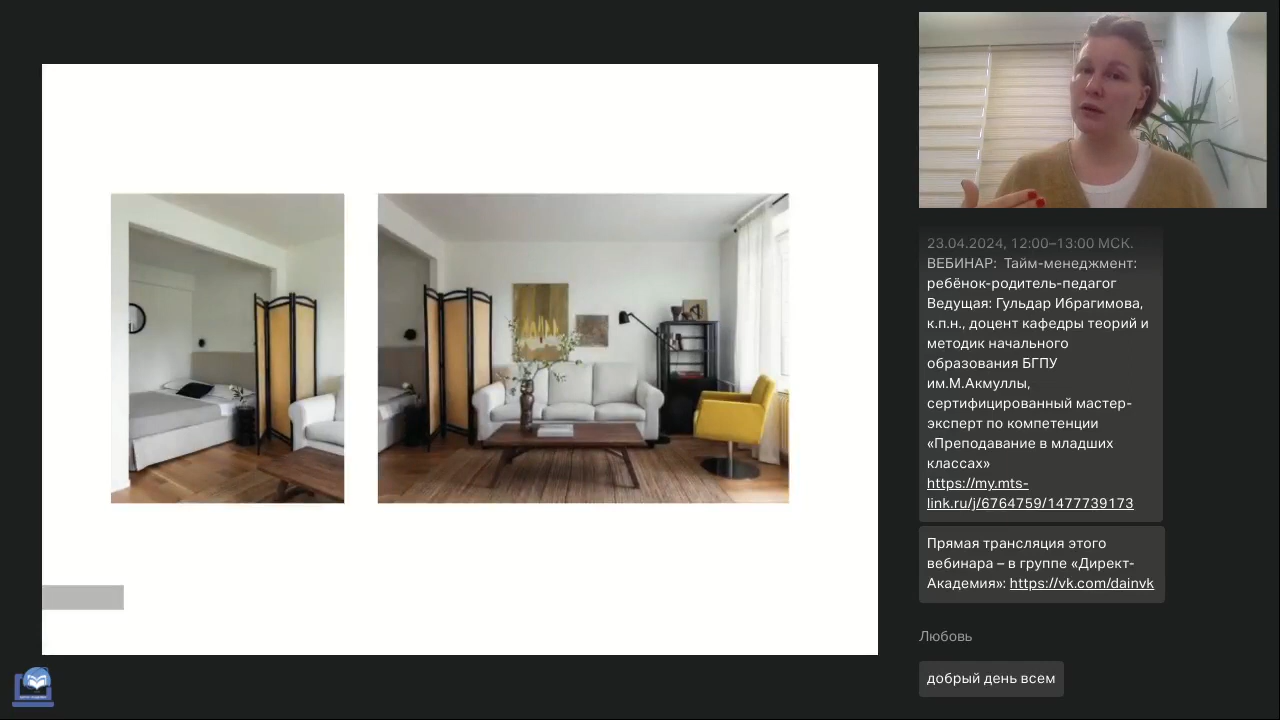 23.04.2024, 12:00–13:00 МСК.
ВЕБИНАР:  Тайм-менеджмент:
ребёнок-родитель-педагог
Ведущая: Гульдар Ибрагимова,
к.п.н., доцент кафедры теорий и
методик начального
образования БГПУ
им.М.Акмуллы,
сертифицированный мастер-
эксперт по компетенции
«Преподавание в младших
классах»
https://my.mts-
link.ru/j/6764759/1477739173
Прямая трансляция этого
вебинара – в группе «Директ-
Академия»: https://vk.com/dainvk
Любовь
добрый день всем